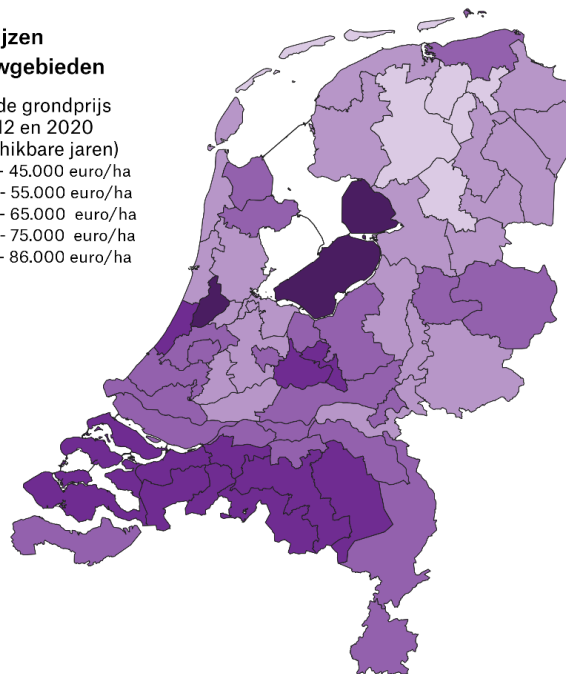 jzen
wgebieden
de grondprijs
12 en 2020
hikbare jaren)
- 45.000 euro/ha
- 55.000 euro/ha
- 65.000 euro/ha
- 75.000 euro/ha
- 86.000 euro/ha